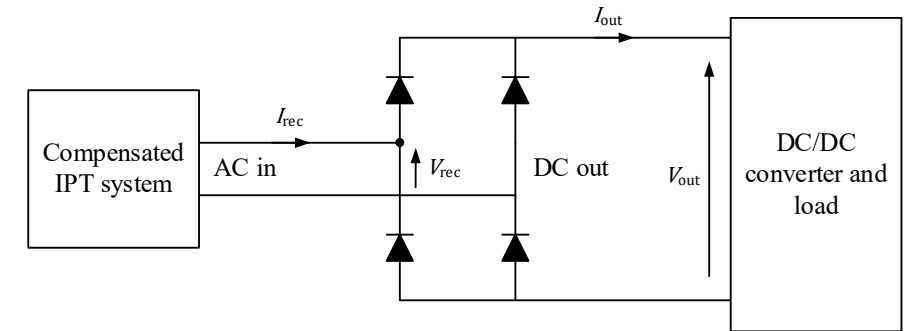 I_out
I_rec
Compensated
IPT system
AC in
V_rec
DC out
V_out
DC/DC
converter and
load